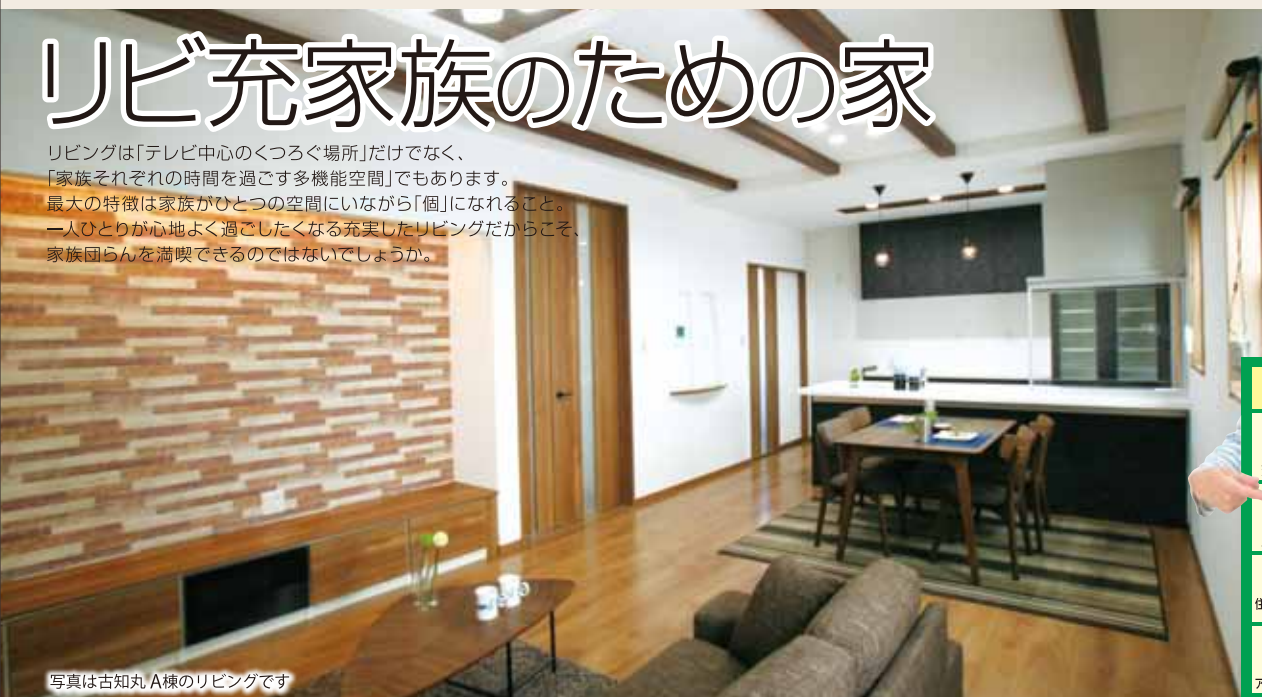 リビ充家族のための家
リビングは「テレビ中心のくつろぐ場所」だけでなく、
「家族それぞれの時間を過ごす多機能空間」でもあります。
最大の特徴は家族がひとつの空間にいながら「個」になれること。
一人ひとりが心地よく過ごしたくなる充実したリビングだからこそ、
家族団らんを満喫できるのではないでしょうか。
写真は古知丸 A棟のリビングです
住
ア